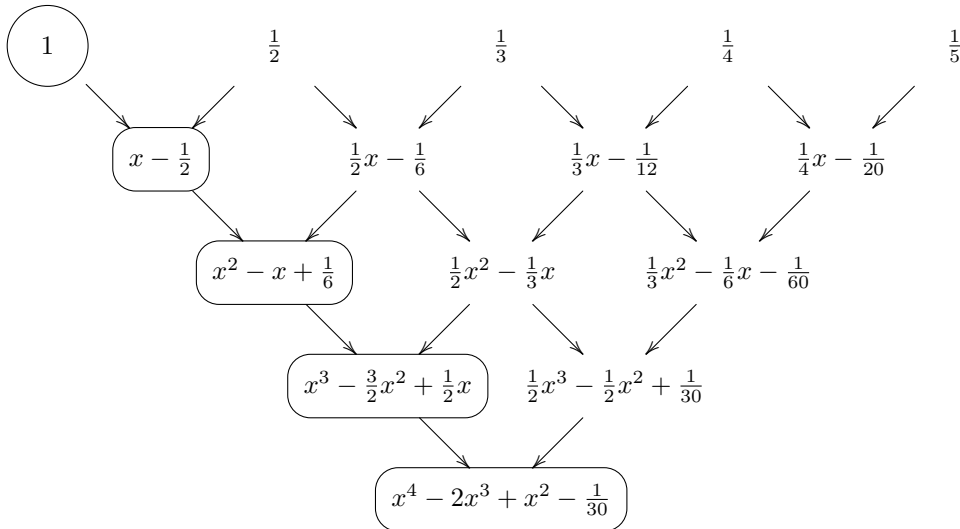 1 1/2 1/3 1/4 1/5
x − 1/2 1/2x − 1/6 1/3x − 1/12 1/4x − 1/20
x² − x + 1/6 1/2x² − 1/3x 1/3x² − 1/6x − 1/60
x³ − 3/2x² + 1/2x 1/2x³ − 1/2x² + 1/30
x⁴ − 2x³ + x² − 1/30